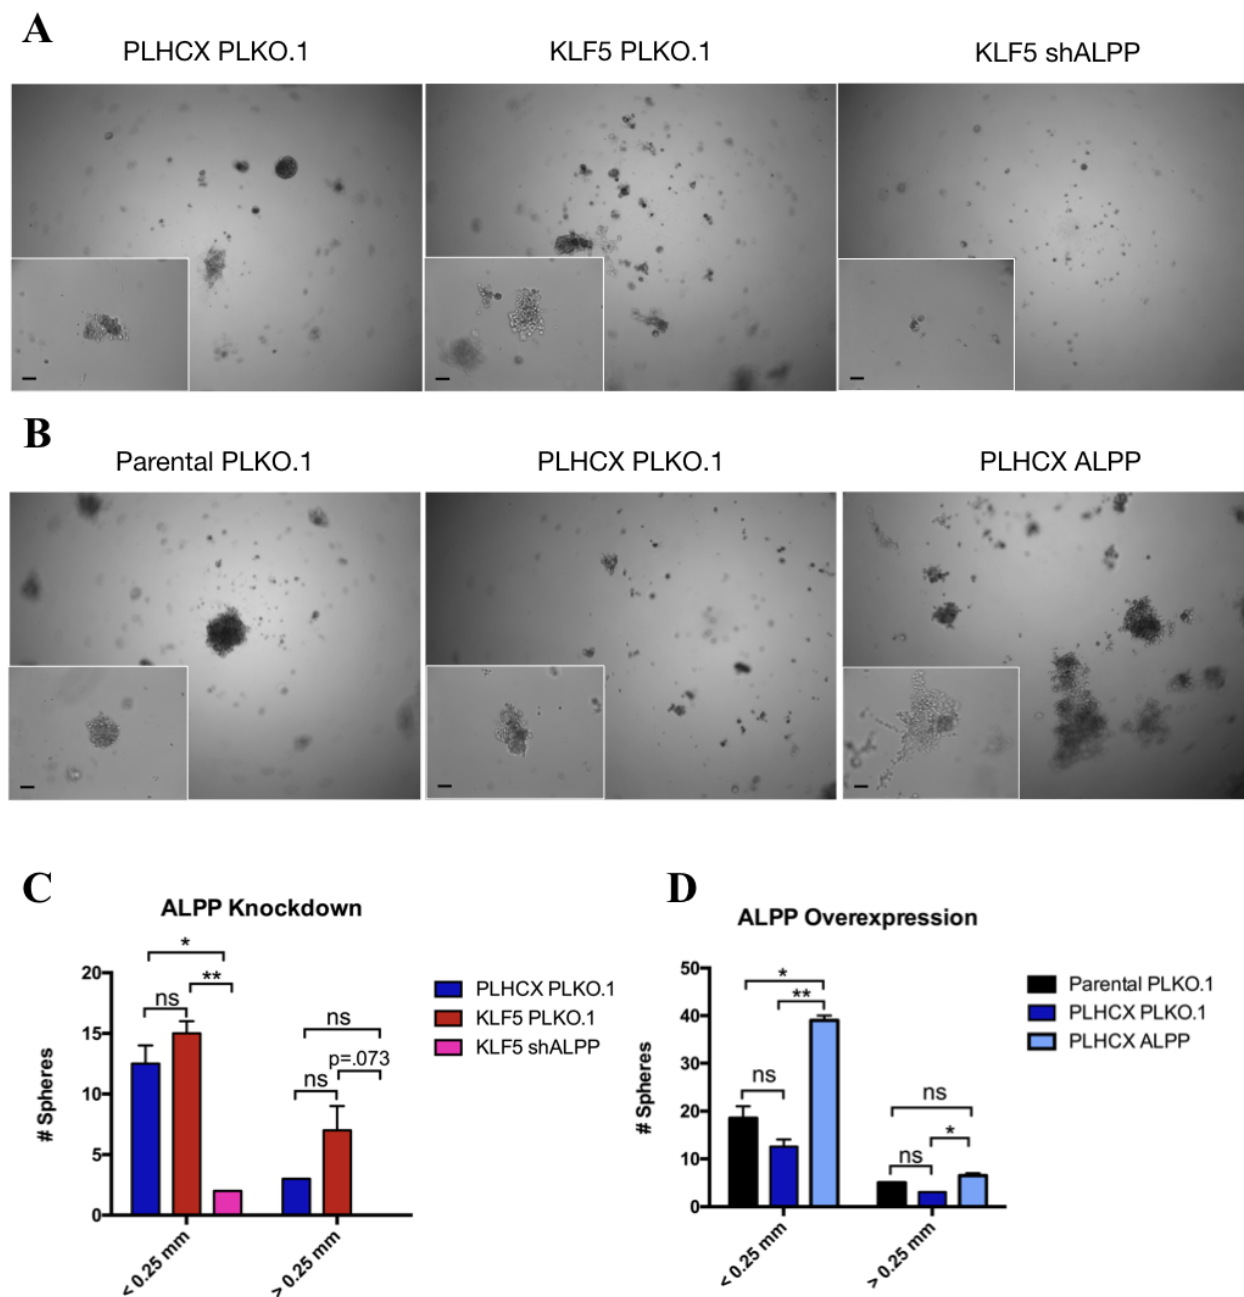 A
PLHCX PLKO.1
KLF5 PLKO.1
KLF5 shALPP
B
Parental PLKO.1
PLHCX PLKO.1
PLHCX ALPP
C
ALPP Knockdown
# Spheres
20
15
10
5
0
*
**
ns
ns
p=.073
ns
< 0.25 mm
> 0.25 mm
PLHCX PLKO.1
KLF5 PLKO.1
KLF5 shALPP
D
ALPP Overexpression
# Spheres
50
40
30
20
10
0
*
**
ns
ns
*
ns
< 0.25 mm
> 0.25 mm
Parental PLKO.1
PLHCX PLKO.1
PLHCX ALPP